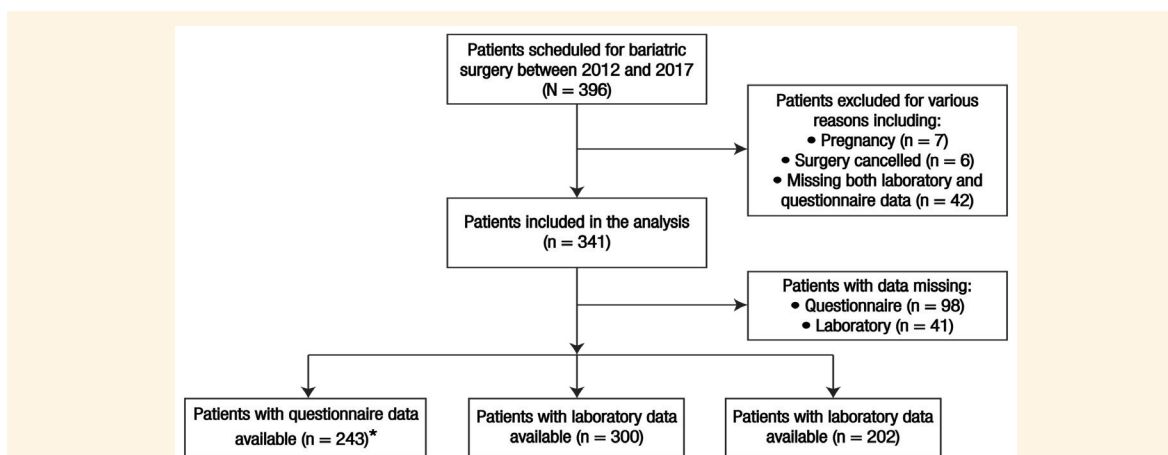 Patients scheduled for bariatric
surgery between 2012 and 2017
(N = 396)
Patients excluded for various
reasons including:
• Pregnancy (n = 7)
• Surgery cancelled (n = 6)
• Missing both laboratory and
questionnaire data (n = 42)
Patients included in the analysis
(n = 341)
Patients with data missing:
• Questionnaire (n = 98)
• Laboratory (n = 41)
Patients with questionnaire data
available (n = 243)*
Patients with laboratory data
available (n = 300)
Patients with laboratory data
available (n = 202)